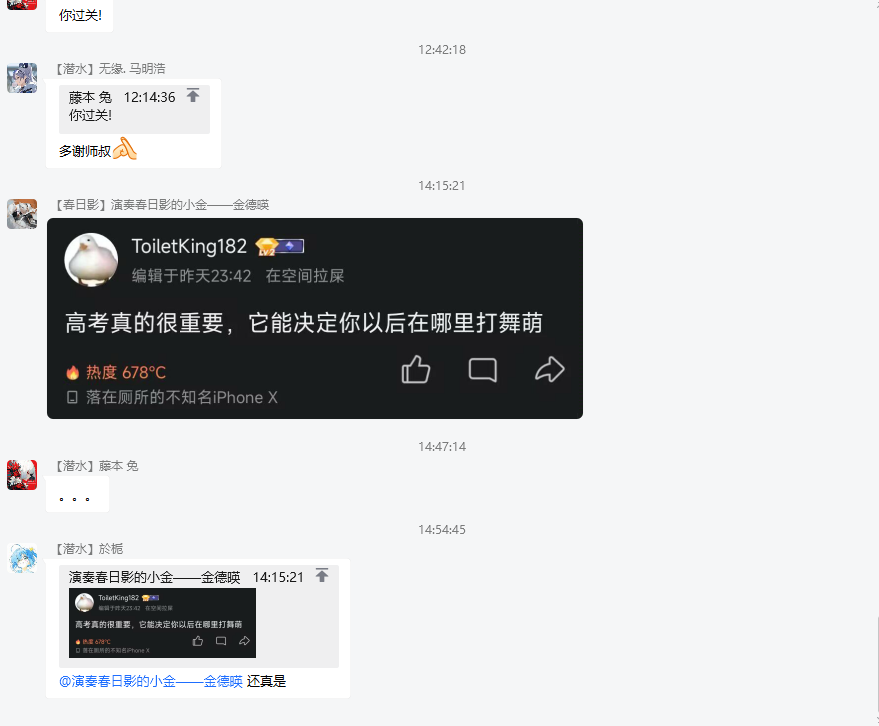 你过关!
12:42:18
【潜水】无缘. 马明浩
藤本 兔 12:14:36
你过关!
多谢师叔
14:15:21
【春日影】演奏春日影的小金——金德暎
ToiletKing182 LV2
编辑于昨天23:42 在空间拉屎
高考真的很重要，它能决定你以后在哪里打舞萌
热度 678°C
落在厕所的不知名iPhone X
14:47:14
【潜水】藤本 兔
。。。
14:54:45
【潜水】於栀
演奏春日影的小金——金德暎 14:15:21
ToiletKing182
编辑于昨天23:42 在空间拉屎
高考真的很重要，它能决定你以后在哪里打舞萌
热度 678°C
落在厕所的不知名iPhone X
@演奏春日影的小金——金德暎 还真是